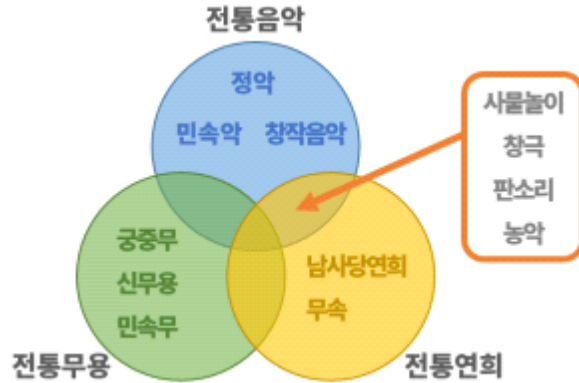 전통음악
정악
민속악 창작음악
사물놀이
창극
판소리
농악
궁중무
신무용
민속무
남사당연희
무속
전통무용
전통연희